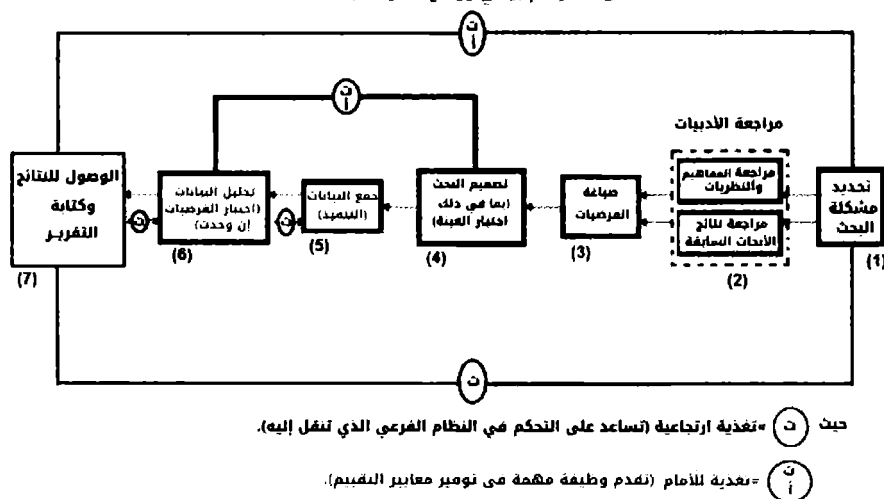 ت
أ
ت
أ
مراجعة الأدبيات
تحديد
مشكلة
البحث
(1)
مراجعة المفاهيم
والنظريات
مراجعة نتائج
الأبحاث السابقة
(2)
صياغة
الفرضيات
(3)
تصميم البحث
(بما في ذلك
اختيار العينة)
(4)
جمع البيانات
(التنفيذ)
(5)
ت
تحليل البيانات
(اختبار الفرضيات
إن وجدت)
(6)
ت
الوصول للنتائج
وكتابة
التقرير
(7)
ت
حيث ت =تغذية ارتجاعية (تساعد على التحكم في النظام الفرعي الذي تنقل إليه).
ت
أ
=تغذية للأمام (تقدم وظيفة مهمة في توفير معايير التقييم).